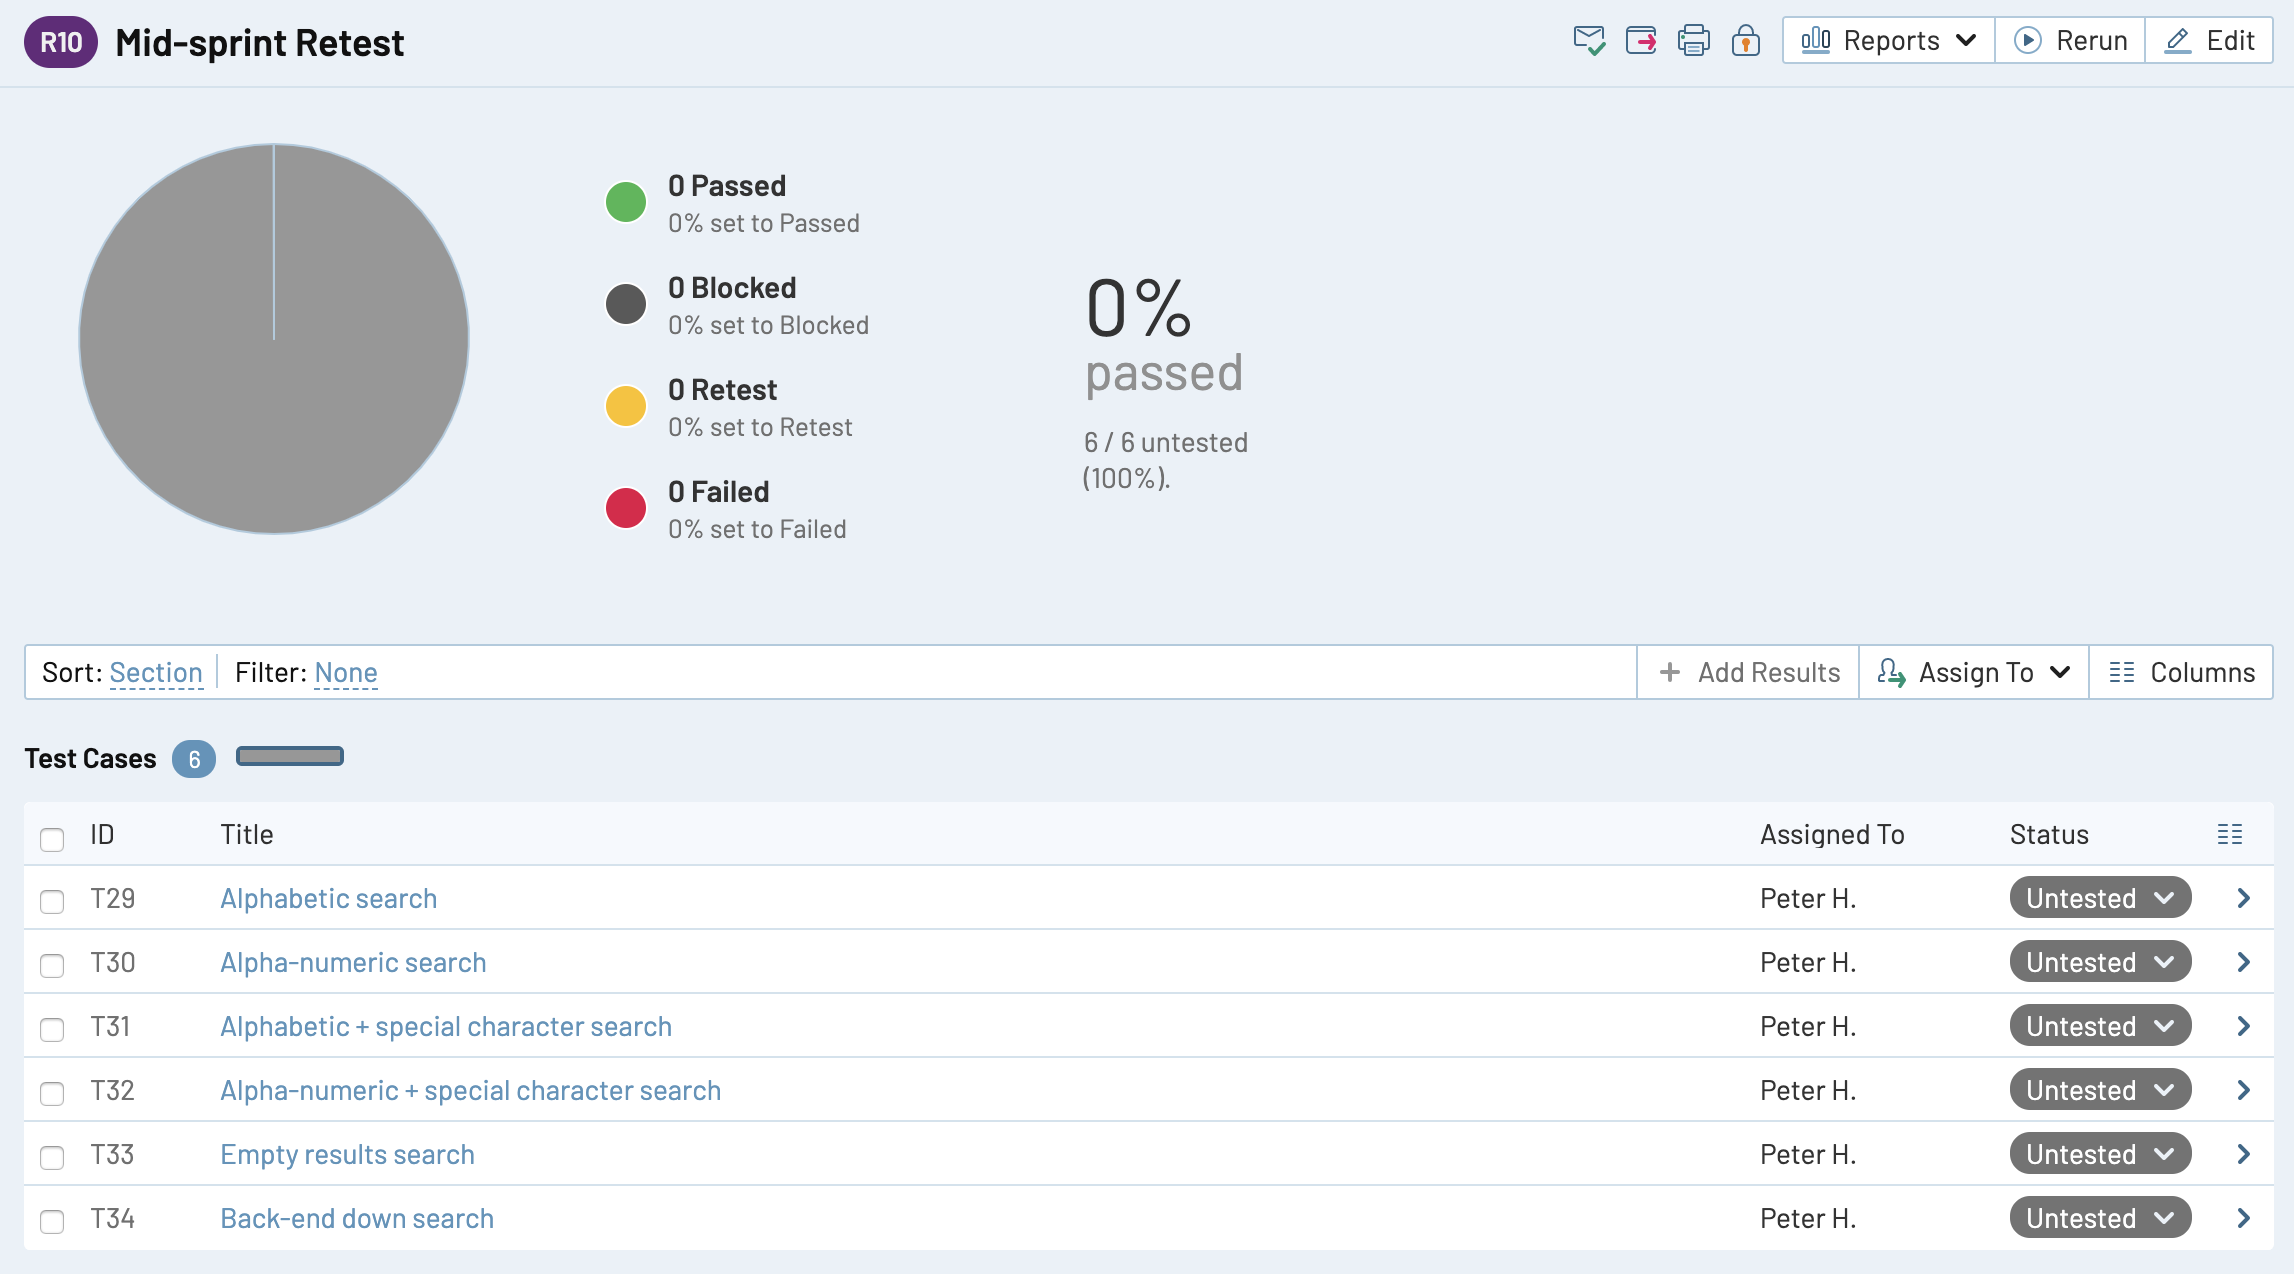 R10 Mid-sprint Retest
Reports Rerun Edit
0 Passed
0% set to Passed
0 Blocked
0% set to Blocked
0 Retest
0% set to Retest
0 Failed
0% set to Failed
0%
passed
6 / 6 untested
(100%).
Sort: Section Filter: None
Add Results Assign To Columns
Test Cases 6
ID Title Assigned To Status
T29 Alphabetic search Peter H. Untested
T30 Alpha-numeric search Peter H. Untested
T31 Alphabetic + special character search Peter H. Untested
T32 Alpha-numeric + special character search Peter H. Untested
T33 Empty results search Peter H. Untested
T34 Back-end down search Peter H. Untested